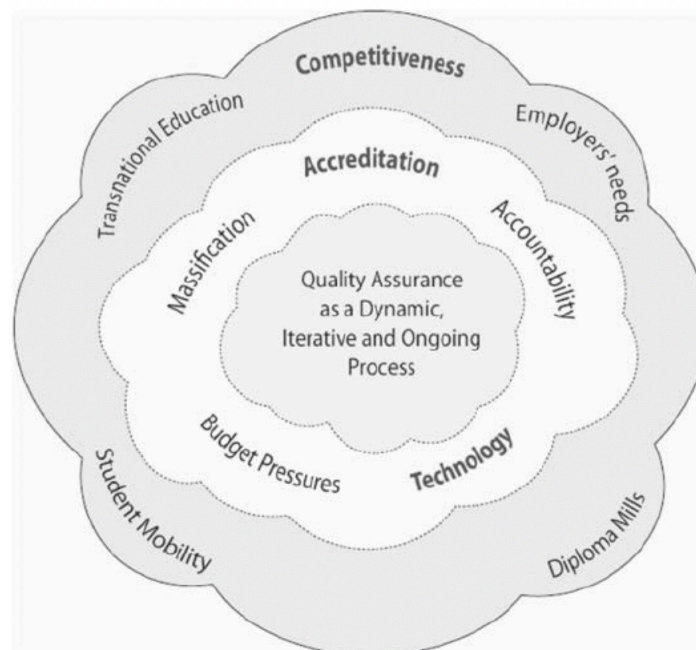 Competitiveness
Transnational Education
Employers' needs
Accreditation
Massification
Accountability
Quality Assurance
as a Dynamic,
Iterative and Ongoing
Process
Budget Pressures
Technology
Student Mobility
Diploma Mills